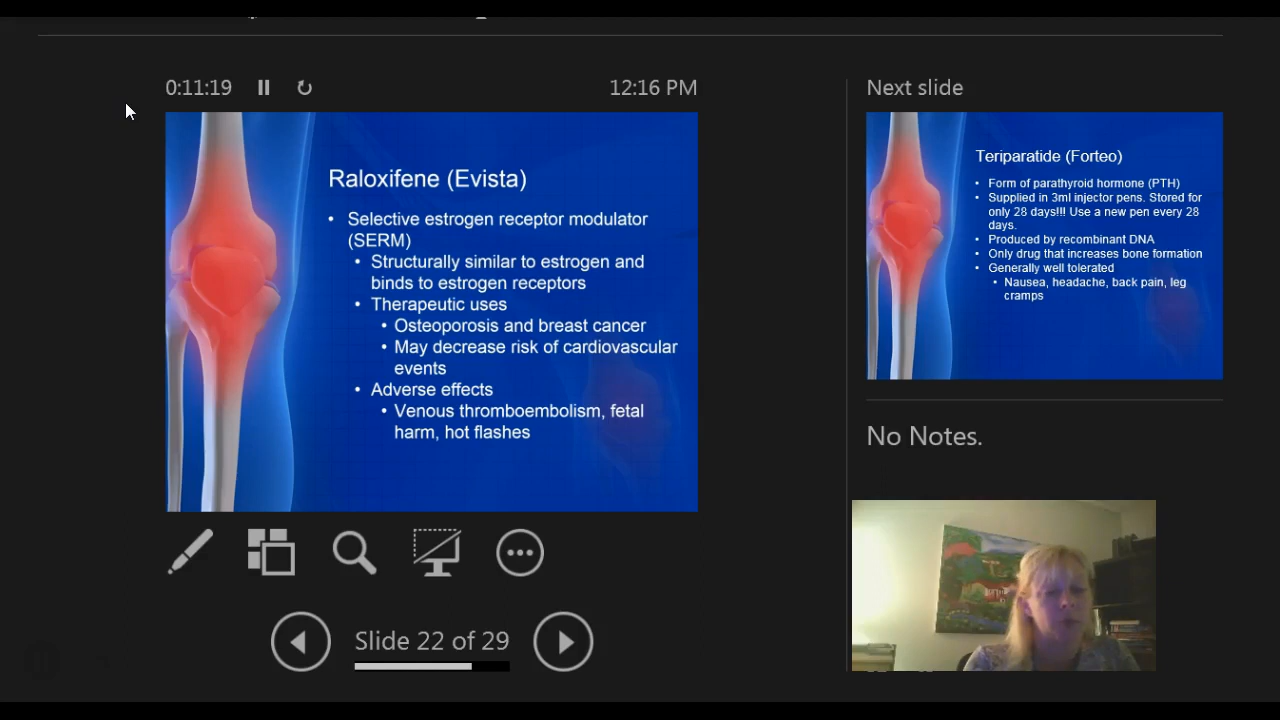 0:11:19
12:16 PM
Raloxifene (Evista)
• Selective estrogen receptor modulator
(SERM)
• Structurally similar to estrogen and
binds to estrogen receptors
• Therapeutic uses
• Osteoporosis and breast cancer
• May decrease risk of cardiovascular
events
• Adverse effects
• Venous thromboembolism, fetal
harm, hot flashes
Slide 22 of 29
Next slide
Teriparatide (Forteo)
• Form of parathyroid hormone (PTH)
• Supplied in 3ml injector pens. Stored for
only 28 days!!! Use a new pen every 28
days.
• Produced by recombinant DNA
• Only drug that increases bone formation
• Generally well tolerated
• Nausea, headache, back pain, leg
cramps
No Notes.